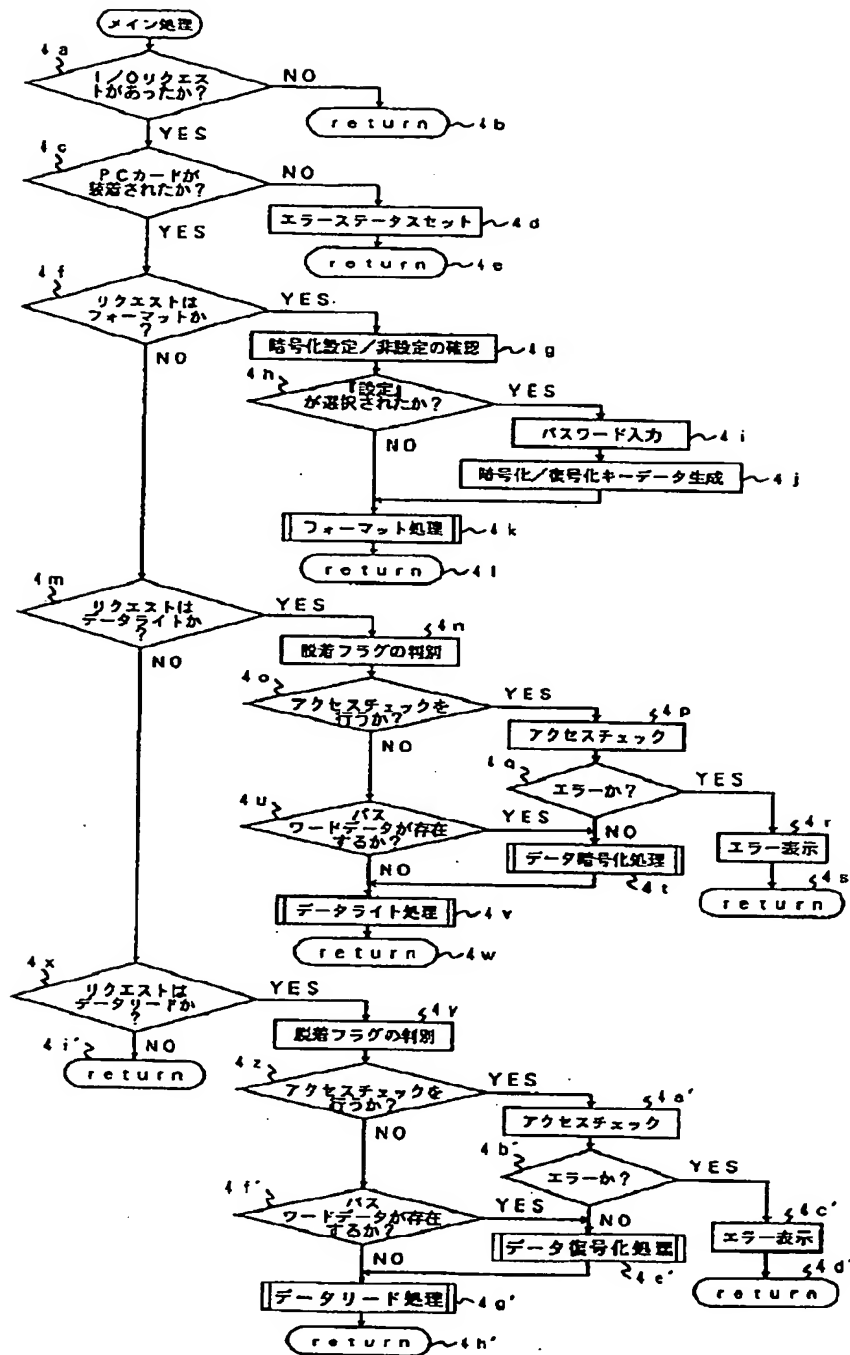 メイン処理
4a
I/Oリクエス
トがあったか?
NO
return
4b
YES
4c
PCカードが
装着されたか?
NO
エラーステータスセット
4d
YES
return
4e
4f
リクエストは
フォーマットか
?
YES
暗号化設定/非設定の確認
4g
NO
4h
『設定』
が選択されたか?
YES
パスワード入力
4i
NO
暗号化/復号化キーデータ生成
4j
フォーマット処理
4k
return
4l
4m
リクエストは
データライトか
?
YES
4n
脱着フラグの判別
NO
4o
アクセスチェックを
行うか?
YES
4p
アクセスチェック
NO
4q
エラーか?
YES
4u
パス
ワードデータが存在
するか?
YES
NO
4r
エラー表示
データ暗号化処理
4t
NO
4s
return
データライト処理
4v
return
4w
4x
リクエストは
データリードか
?
YES
4y
脱着フラグの判別
4i'
NO
return
4z
アクセスチェックを
行うか?
YES
4a'
アクセスチェック
NO
4b'
エラーか?
YES
4f'
パス
ワードデータが存在
するか?
YES
NO
4c'
エラー表示
データ復号化処理
4e'
NO
4d'
return
データリード処理
4g'
return
4h'